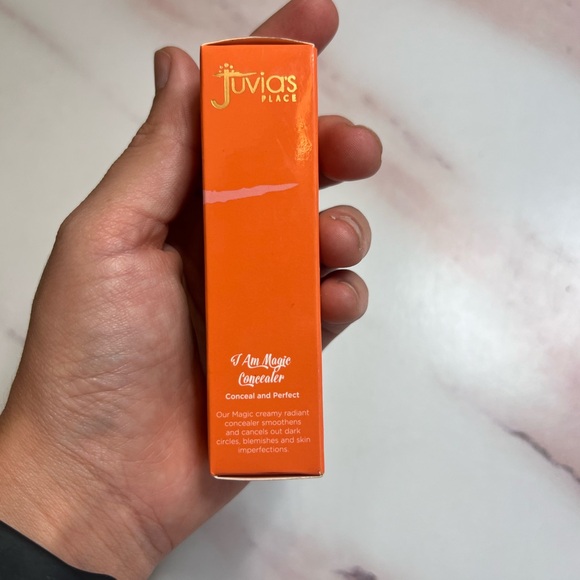 Juvia's
PLACE
I Am Magic
Concealer
Conceal and Perfect
Our Magic creamy radiant
concealer smoothens
and cancels out dark
circles, blemishes and skin
imperfections.